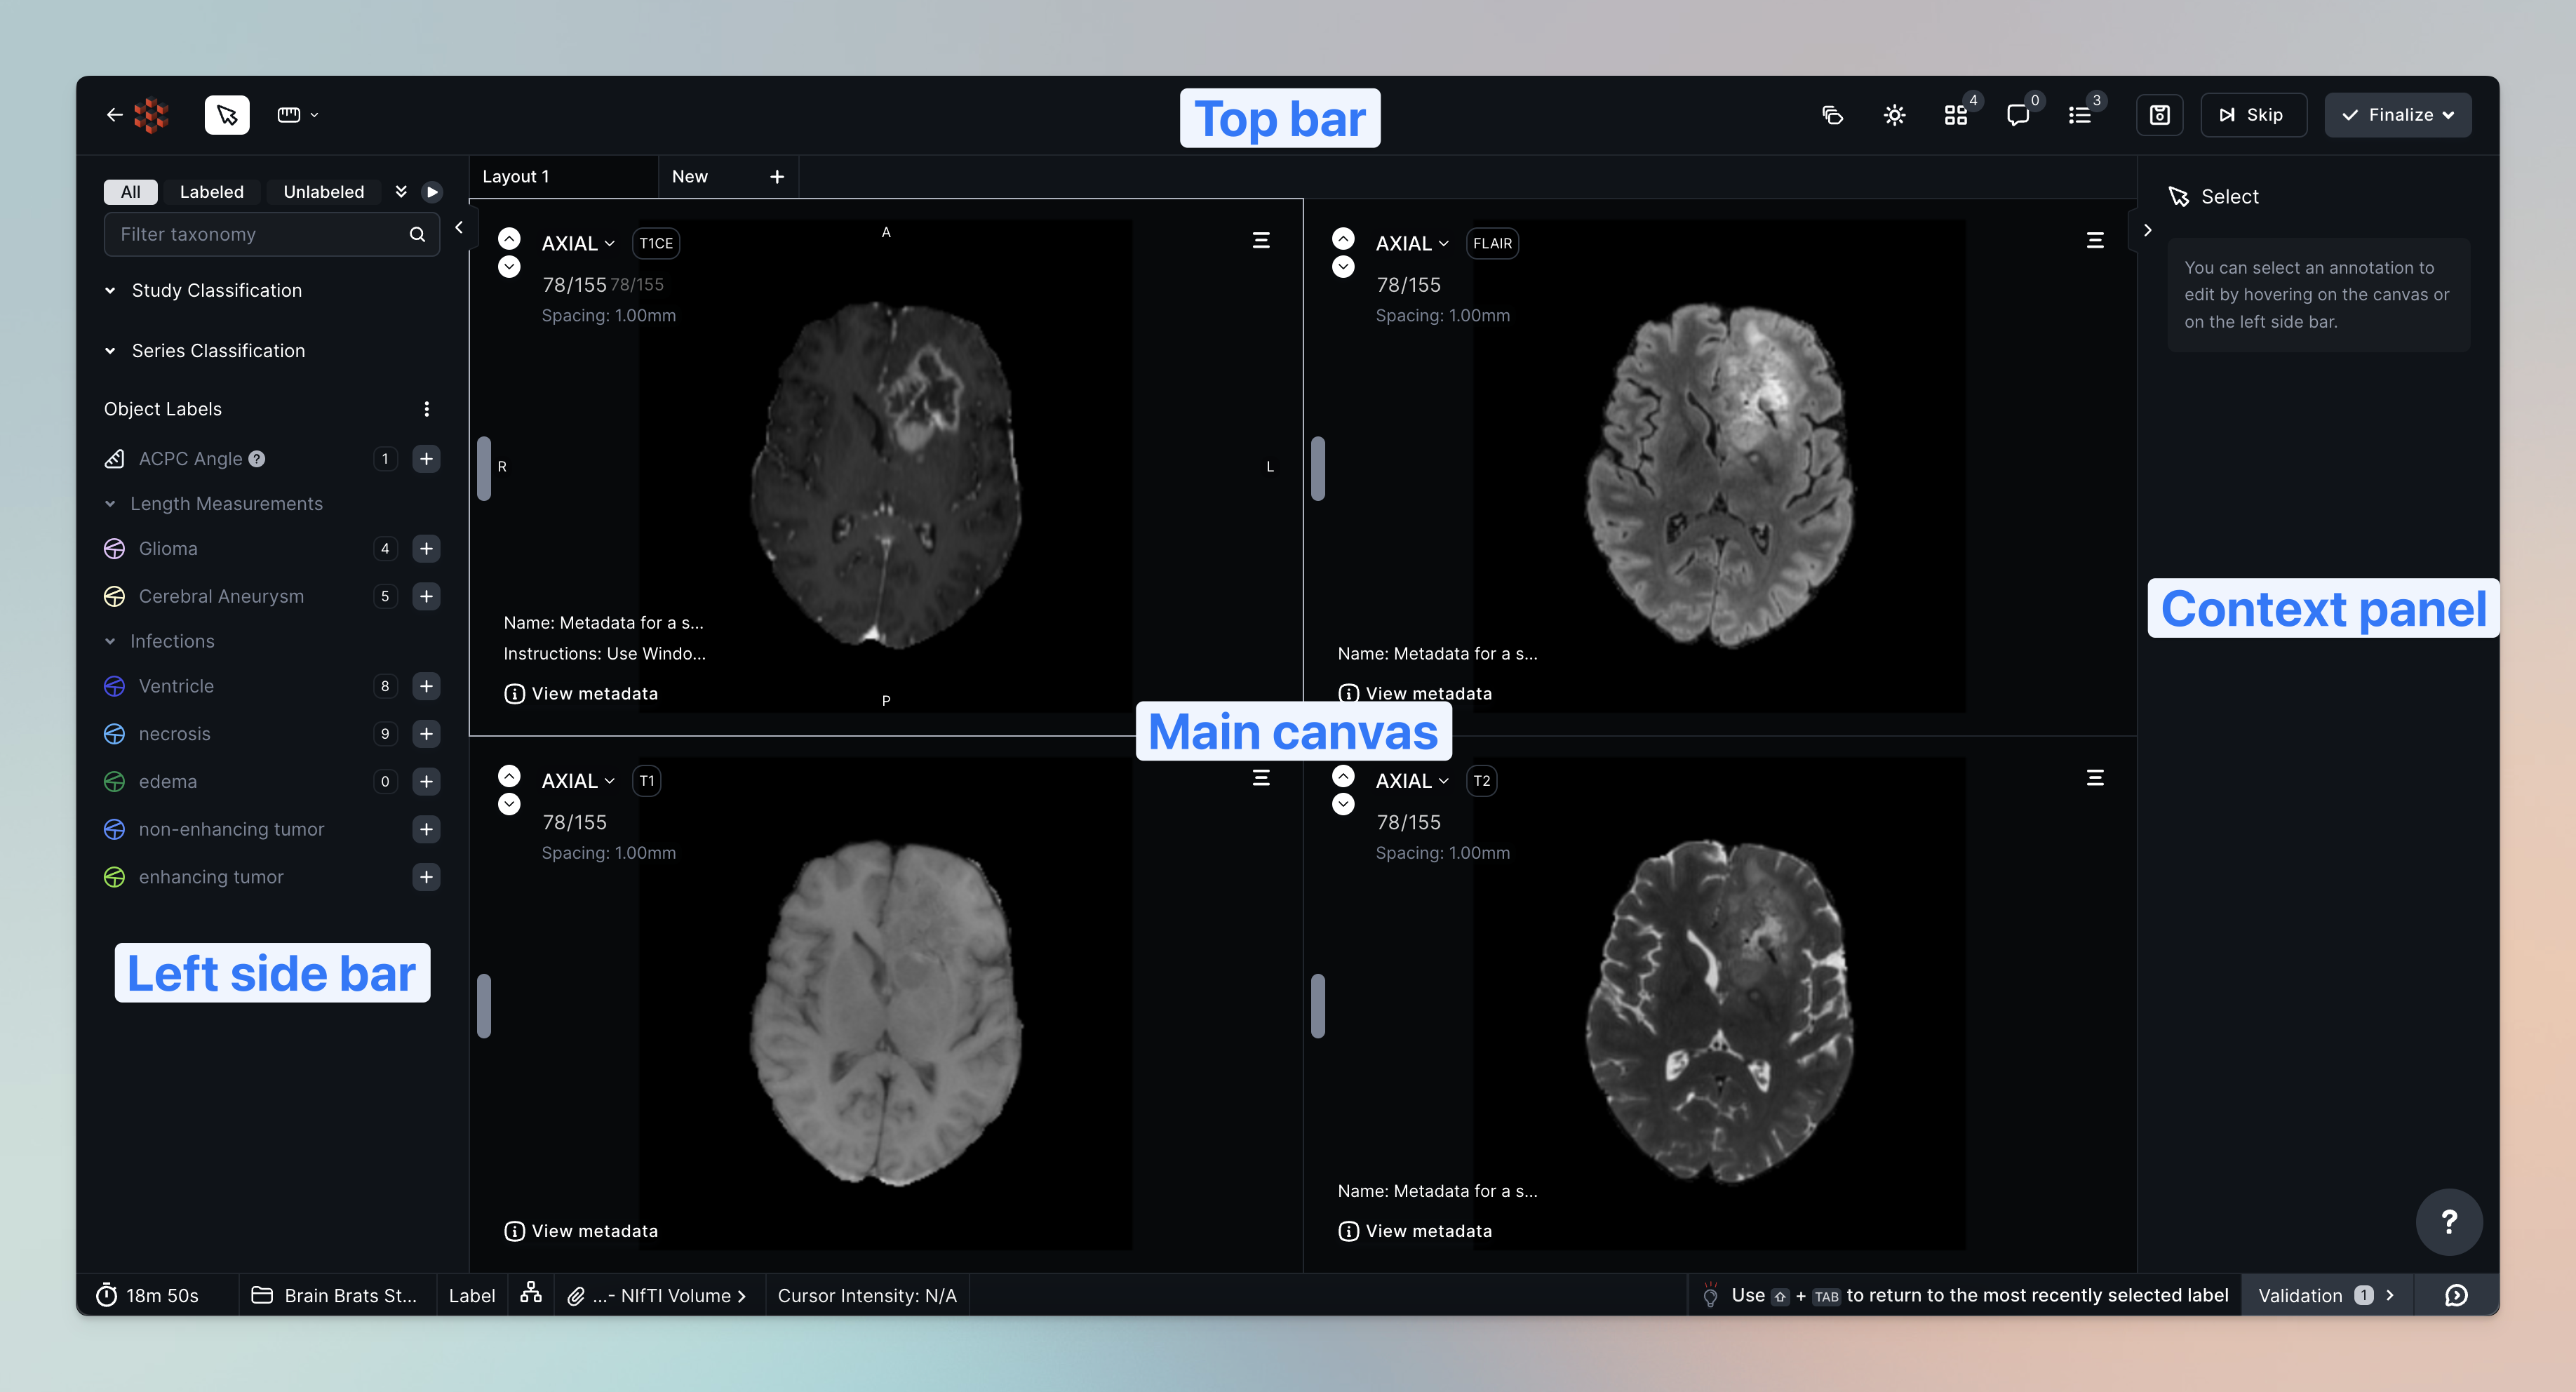 Top bar
4
0
3
Skip
Finalize
All Labeled Unlabeled
Filter taxonomy
Study Classification
Series Classification
Object Labels
ACPC Angle ? 1 +
Length Measurements
Glioma 4 +
Cerebral Aneurysm 5 +
Infections
Ventricle 8 +
necrosis 9 +
edema 0 +
non-enhancing tumor +
enhancing tumor +
Left side bar
Layout 1
New +
AXIAL T1CE
78/155 78/155
Spacing: 1.00mm
A
R
L
P
Name: Metadata for a s...
Instructions: Use Windo...
View metadata
AXIAL FLAIR
78/155
Spacing: 1.00mm
Name: Metadata for a s...
View metadata
Main canvas
AXIAL T1
78/155
Spacing: 1.00mm
View metadata
AXIAL T2
78/155
Spacing: 1.00mm
Name: Metadata for a s...
View metadata
Select
You can select an annotation to
edit by hovering on the canvas or
on the left side bar.
Context panel
?
18m 50s
Brain Brats St...
Label
...- NIfTI Volume >
Cursor Intensity: N/A
Use ⇧ + TAB to return to the most recently selected label
Validation 1 >